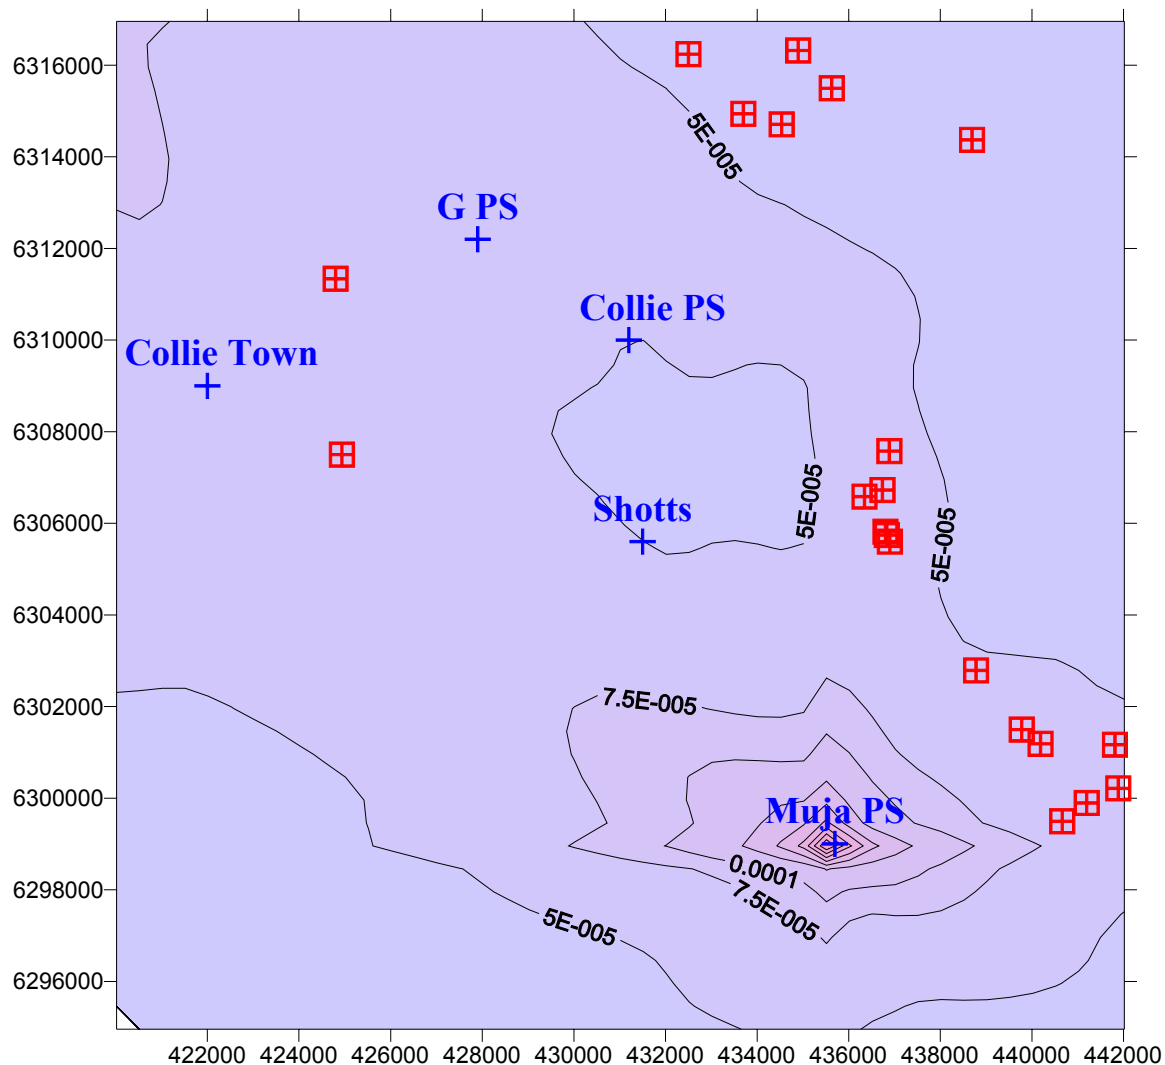 6316000
5E-005
6314000
G PS
6312000
Collie PS
6310000
Collie Town
6308000
5E-005
Shotts
6306000
5E-005
6304000
7.5E-005
6302000
6300000
Muja PS
0.0001
6298000
7.5E-005
5E-005
6296000
422000 424000 426000 428000 430000 432000 434000 436000 438000 440000 442000